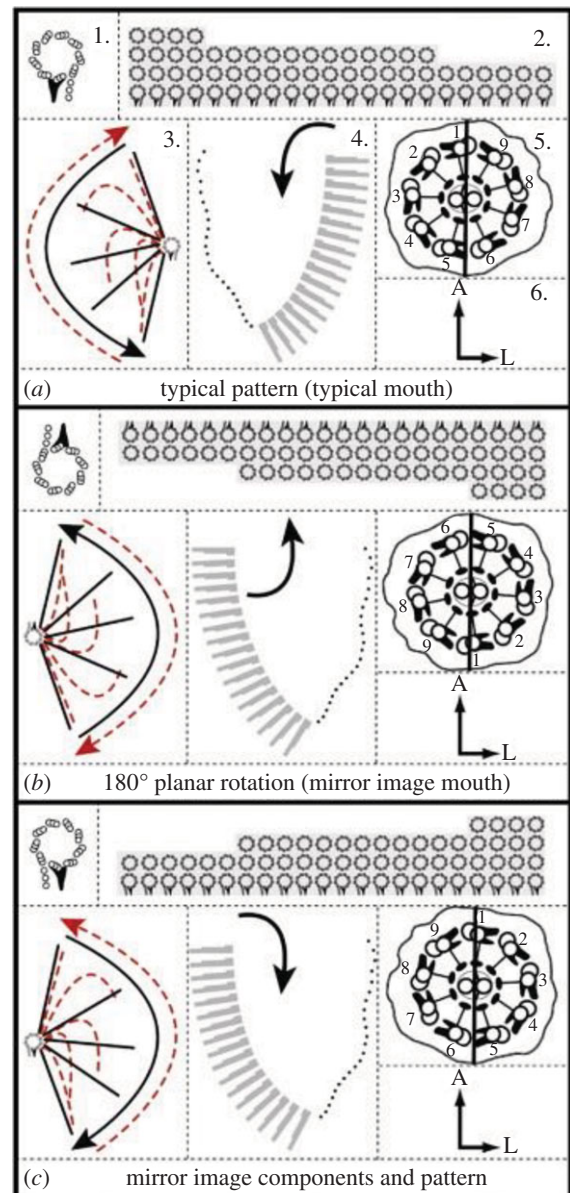 1. 2.
3. 4. 5.
1 9
2 8
3 7
4 6
5
6.
A
L
(a) typical pattern (typical mouth)
6 5
7 4
8 3
9 2
1
A
L
(b) 180° planar rotation (mirror image mouth)
1
9 2
8 3
7 4
6 5
A
L
(c) mirror image components and pattern